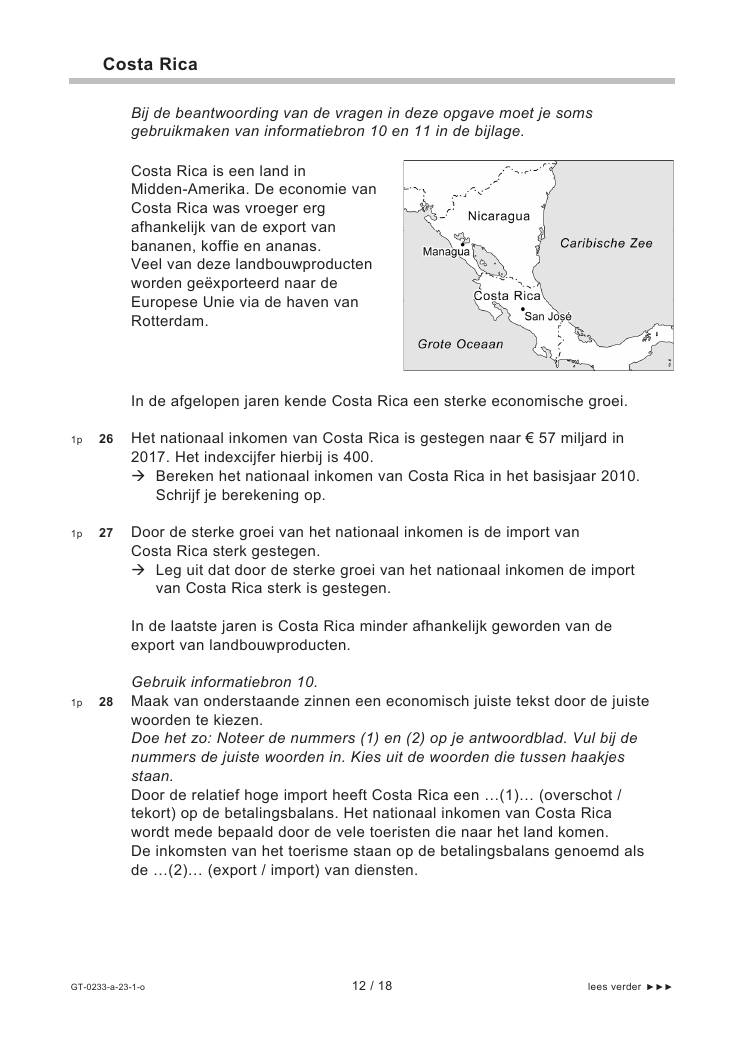 Costa Rica
Bij de beantwoording van de vragen in deze opgave moet je soms
gebruikmaken van informatiebron 10 en 11 in de bijlage.
Costa Rica is een land in
Midden-Amerika. De economie van
Costa Rica was vroeger erg
afhankelijk van de export van
bananen, koffie en ananas.
Veel van deze landbouwproducten
worden geëxporteerd naar de
Europese Unie via de haven van
Rotterdam.
Nicaragua
Caribische Zee
Managua
Costa Rica
San José
Grote Oceaan
In de afgelopen jaren kende Costa Rica een sterke economische groei.
1p 26 Het nationaal inkomen van Costa Rica is gestegen naar € 57 miljard in
2017. Het indexcijfer hierbij is 400.
→ Bereken het nationaal inkomen van Costa Rica in het basisjaar 2010.
Schrijf je berekening op.
1p 27 Door de sterke groei van het nationaal inkomen is de import van
Costa Rica sterk gestegen.
→ Leg uit dat door de sterke groei van het nationaal inkomen de import
van Costa Rica sterk is gestegen.
In de laatste jaren is Costa Rica minder afhankelijk geworden van de
export van landbouwproducten.
Gebruik informatiebron 10.
1p 28 Maak van onderstaande zinnen een economisch juiste tekst door de juiste
woorden te kiezen.
Doe het zo: Noteer de nummers (1) en (2) op je antwoordblad. Vul bij de
nummers de juiste woorden in. Kies uit de woorden die tussen haakjes
staan.
Door de relatief hoge import heeft Costa Rica een …(1)… (overschot /
tekort) op de betalingsbalans. Het nationaal inkomen van Costa Rica
wordt mede bepaald door de vele toeristen die naar het land komen.
De inkomsten van het toerisme staan op de betalingsbalans genoemd als
de …(2)… (export / import) van diensten.
GT-0233-a-23-1-o
12 / 18
lees verder ►►►